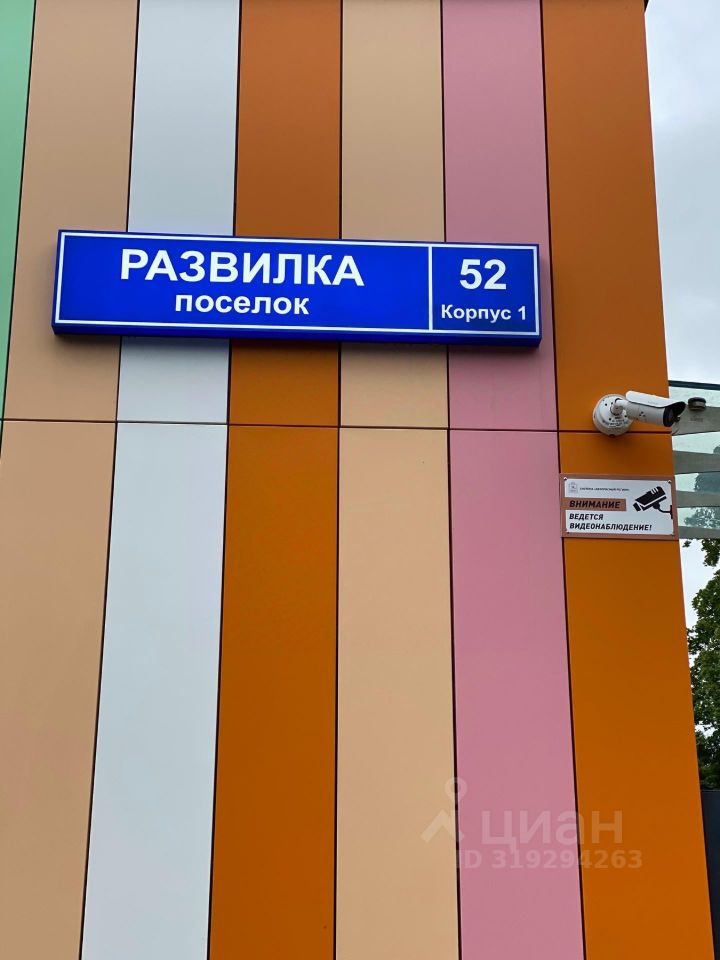 РАЗВИЛКА
поселок
52
Корпус 1
ВНИМАНИЕ
ВЕДЕТСЯ
ВИДЕОНАБЛЮДЕНИЕ!
циан
ID 319294263